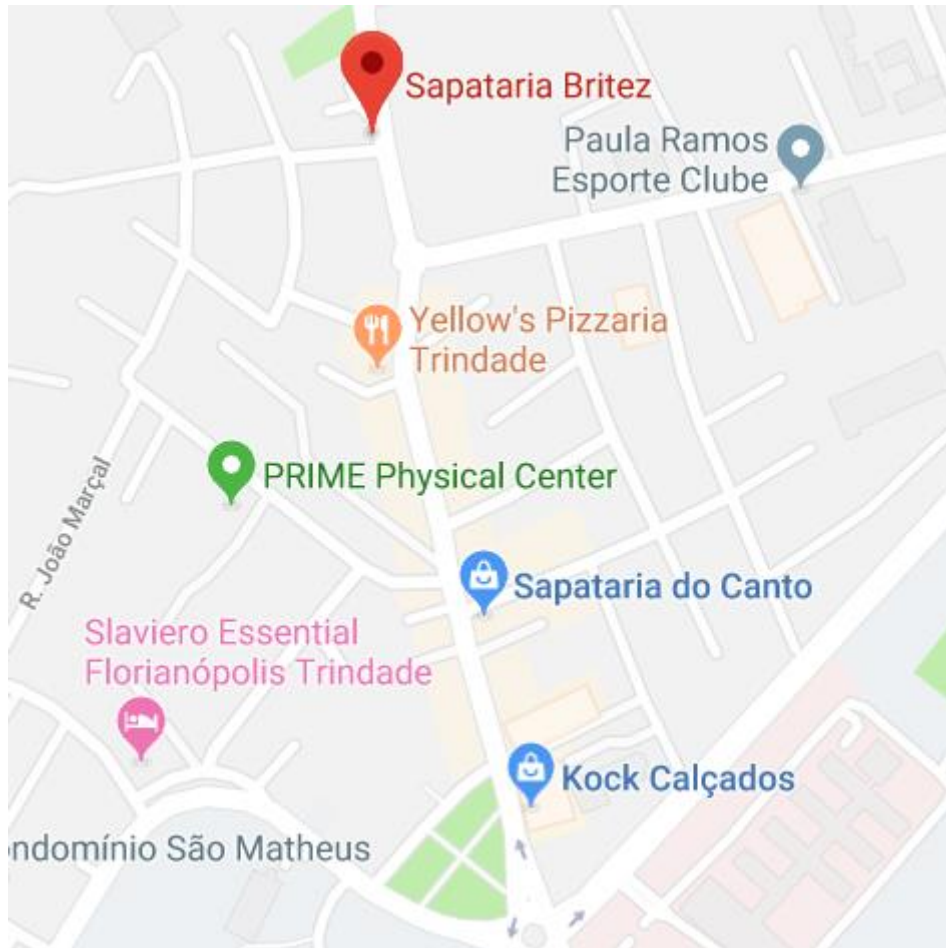 Sapataria Britez
Paula Ramos
Esporte Clube
Yellow's Pizzaria
Trindade
PRIME Physical Center
R. João Marçal
Sapataria do Canto
Slaviero Essential
Florianópolis Trindade
Kock Calçados
ondomínio São Matheus